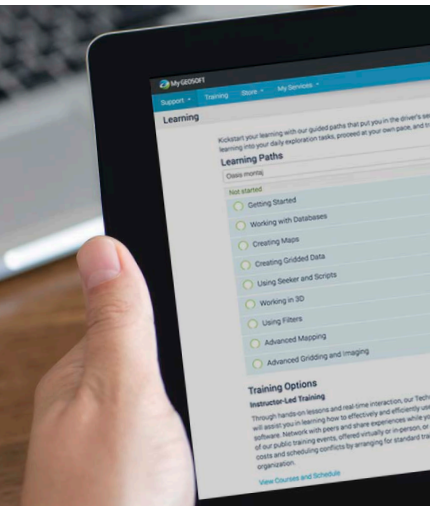 My GEOSOFT
Support Training Store My Services
Learning
Kickstart your learning with our guided paths that put you in the driver's
learning into your daily exploration tasks, proceed at your own pace, and
Learning Paths
Oasis montaj
Not started
Getting Started
Working with Databases
Creating Maps
Creating Gridded Data
Using Seeker and Scripts
Working in 3D
Using Filters
Advanced Mapping
Advanced Gridding and Imaging
Training Options
Instructor-Led Training
Through hands-on lessons and real-time interaction, our
will assist you in learning how to effectively and efficiently
software. Network with peers and share experiences while
of our public training events, offered virtually or in-person, or
costs and scheduling conflicts by arranging for standard
organization.
View Courses and Schedule